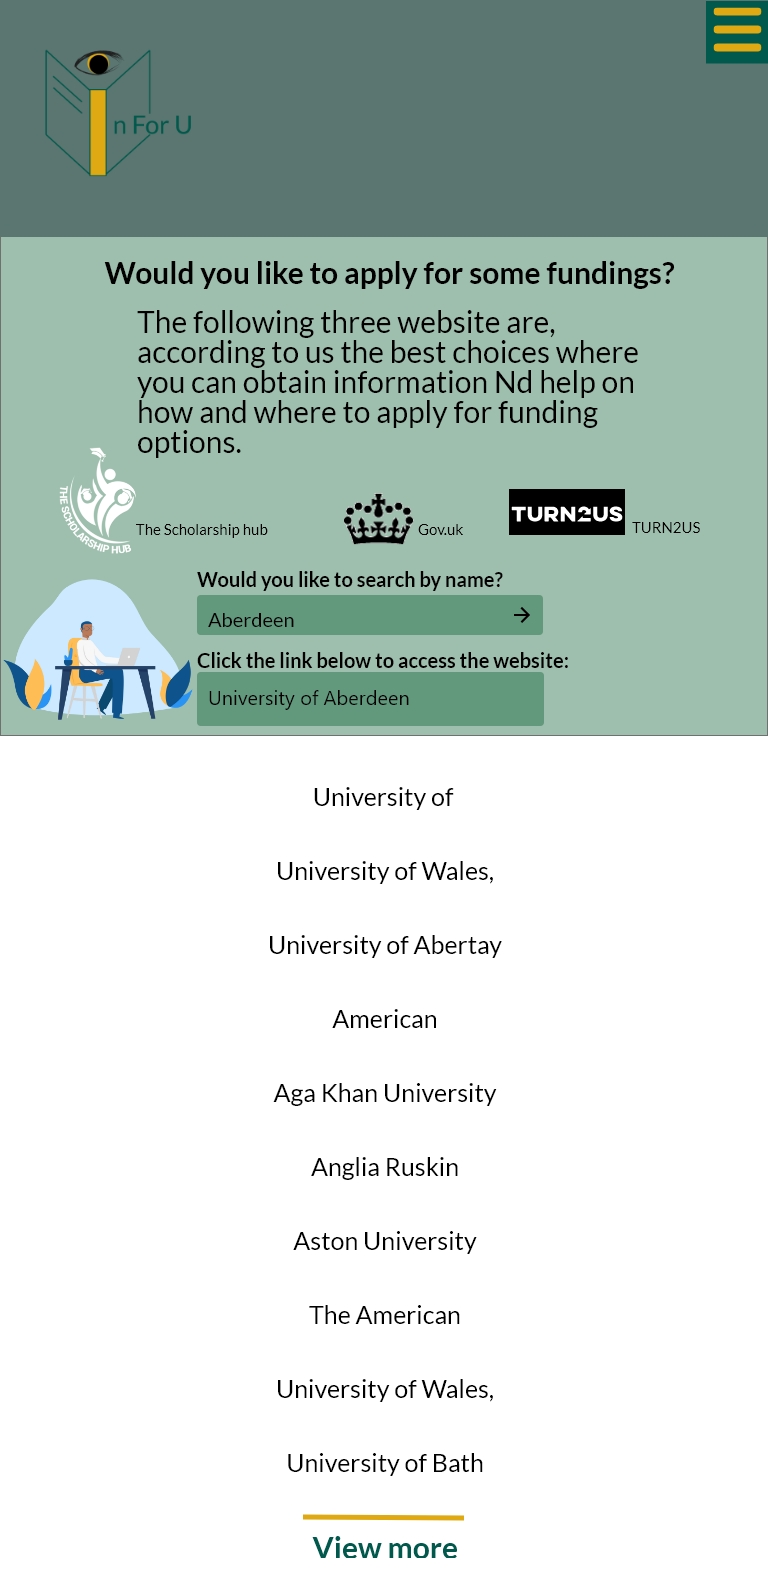 n For U
Would you like to apply for some fundings?
The following three website are,
according to us the best choices where
you can obtain information Nd help on
how and where to apply for funding
options.
THE SCHOLARSHIP HUB
The Scholarship hub
Gov.uk
TURN2US
TURN2US
Would you like to search by name?
Aberdeen
Click the link below to access the website:
University of Aberdeen
University of
University of Wales,
University of Abertay
American
Aga Khan University
Anglia Ruskin
Aston University
The American
University of Wales,
University of Bath
View more